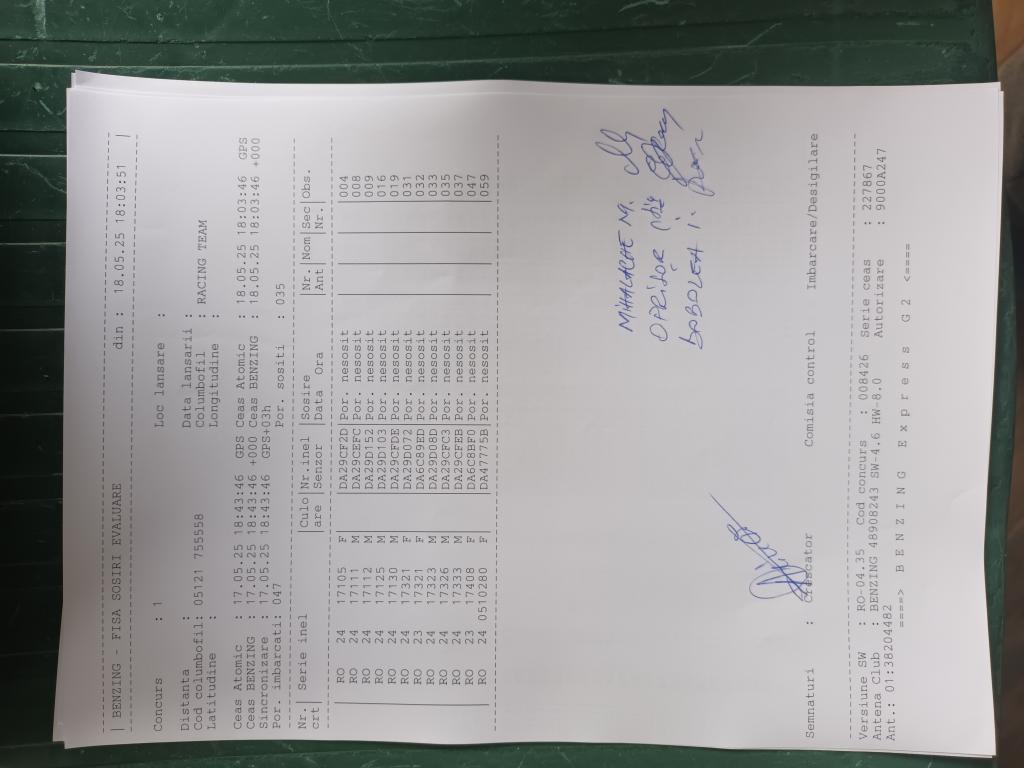 | BENZING - FISA SOSIRI EVALUARE din : 18.05.25 18:03:51 |
Concurs : 1 Loc lansare :
Distanta : Data lansarii :
Cod columbofil: 05121 755558 Columbofil : RACING TEAM
Latitudine : Longitudine :
Ceas Atomic : 17.05.25 18:43:46 GPS Ceas Atomic : 18.05.25 18:03:46 GPS
Ceas BENZING : 17.05.25 18:43:46 +000 Ceas BENZING : 18.05.25 18:03:46 +000
Sincronizare : 17.05.25 18:43:46 GPS+03h
Por. imbarcati: 047 Por. sositi : 035
Nr.| Serie inel |Culo|Nr.inel |Sosire |Nr. |Nom|Sec|Obs.
crt |are |Senzor |Data Ora |Ant | |Nr.|
RO 24 17105 F |DA29CF2D|Por. nesosit | 004
RO 24 17111 M |DA29CEFC|Por. nesosit | 008
RO 24 17112 M |DA29D152|Por. nesosit | 009
RO 24 17125 M |DA29D103|Por. nesosit | 016
RO 24 17130 M |DA29CFDE|Por. nesosit | 019
RO 24 17321 F |DA29D072|Por. nesosit | 031
RO 23 17321 F |DA6C89ED|Por. nesosit | 032
RO 24 17323 M |DA29D08D|Por. nesosit | 033
RO 24 17326 M |DA29CFC3|Por. nesosit | 035
RO 24 17333 M |DA29CFEB|Por. nesosit | 037
RO 23 17408 F |DA6C8BF0|Por. nesosit | 047
RO 24 0510280 F |DA47775B|Por. nesosit | 059
MIHALACHE M.
OPRIȘOR
BOBOLEA I.
Semnaturi : Crescator Comisia control Imbarcare/Desigilare
Versiune SW : RO-04.35 Cod concurs : 008426 Serie ceas : 227867
Antena Club : BENZING 48908243 SW-4.6 HW-8.0 Autorizare : 9000A247
Ant.: 01:38204482
====> B E N Z I N G E x p r e s s G 2 <====